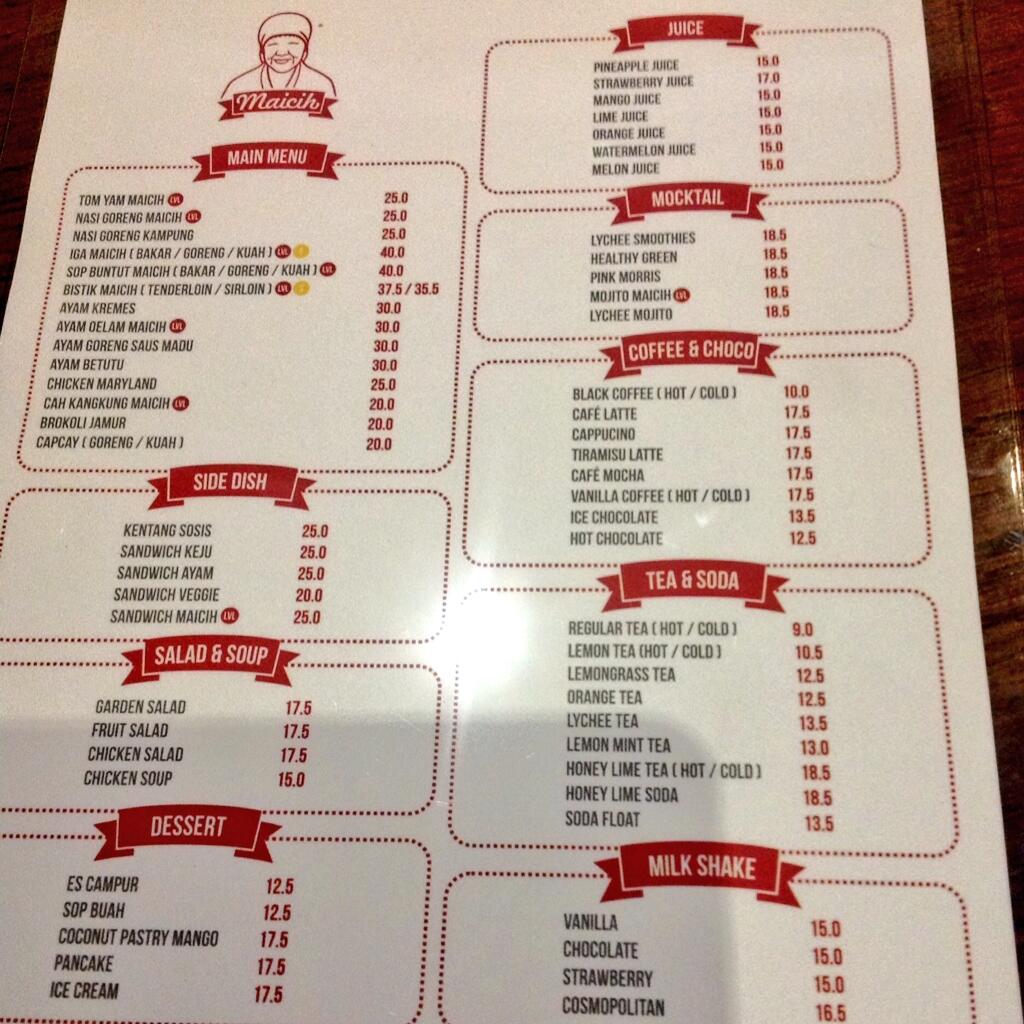 Maicih
MAIN MENU
TOM YAM MAICIH LVL 25.0
NASI GORENG MAICIH LVL 25.0
NASI GORENG KAMPUNG 25.0
IGA MAICIH ( BAKAR / GORENG / KUAH ) LVL 40.0
SOP BUNTUT MAICIH ( BAKAR / GORENG / KUAH ) LVL 40.0
BISTIK MAICIH ( TENDERLOIN / SIRLOIN ) LVL 37.5 / 35.5
AYAM KREMES 30.0
AYAM OELAM MAICIH LVL 30.0
AYAM GORENG SAUS MADU 30.0
AYAM BETUTU 30.0
CHICKEN MARYLAND 25.0
CAH KANGKUNG MAICIH LVL 20.0
BROKOLI JAMUR 20.0
CAPCAY ( GORENG / KUAH ) 20.0
SIDE DISH
KENTANG SOSIS 25.0
SANDWICH KEJU 25.0
SANDWICH AYAM 25.0
SANDWICH VEGGIE 20.0
SANDWICH MAICIH LVL 25.0
SALAD & SOUP
GARDEN SALAD 17.5
FRUIT SALAD 17.5
CHICKEN SALAD 17.5
CHICKEN SOUP 15.0
DESSERT
ES CAMPUR 12.5
SOP BUAH 12.5
COCONUT PASTRY MANGO 17.5
PANCAKE 17.5
ICE CREAM 17.5
JUICE
PINEAPPLE JUICE 15.0
STRAWBERRY JUICE 17.0
MANGO JUICE 15.0
LIME JUICE 15.0
ORANGE JUICE 15.0
WATERMELON JUICE 15.0
MELON JUICE 15.0
MOCKTAIL
LYCHEE SMOOTHIES 18.5
HEALTHY GREEN 18.5
PINK MORRIS 18.5
MOJITO MAICIH LVL 18.5
LYCHEE MOJITO 18.5
COFFEE & CHOCO
BLACK COFFEE ( HOT / COLD ) 10.0
CAFÉ LATTE 17.5
CAPPUCINO 17.5
TIRAMISU LATTE 17.5
CAFÉ MOCHA 17.5
VANILLA COFFEE ( HOT / COLD ) 17.5
ICE CHOCOLATE 13.5
HOT CHOCOLATE 12.5
TEA & SODA
REGULAR TEA ( HOT / COLD ) 9.0
LEMON TEA (HOT / COLD ) 10.5
LEMONGRASS TEA 12.5
ORANGE TEA 12.5
LYCHEE TEA 13.5
LEMON MINT TEA 13.0
HONEY LIME TEA ( HOT / COLD ) 18.5
HONEY LIME SODA 18.5
SODA FLOAT 13.5
MILK SHAKE
VANILLA 15.0
CHOCOLATE 15.0
STRAWBERRY 15.0
COSMOPOLITAN 16.5